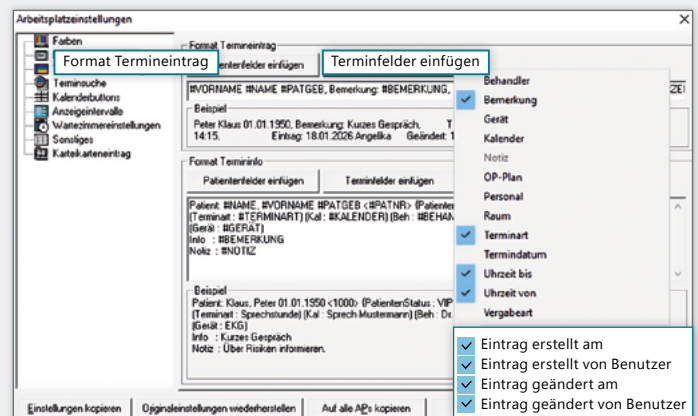 Arbeitsplatzeinstellungen
Farben
Format Termineintrag
Terminsuche
Kalenderbuttons
Anzeigeintervalle
Wartezimmereinstellungen
Sonstiges
Karteikarteneintrag
Format Termineintrag
Terminfelder einfügen
#VORNAME #NAME #PATGEB, Bemerkung: #BEMERKUNG,
Beispiel
Peter Klaus 01.01.1950, Bemerkung: Kurzes Gespräch, T
14:15. Eintrag: 18.01.2026 Angelika Geändert: 1
Format Termininfo
Patientenfelder einfügen
Terminfelder einfügen
Patient: #NAME, #VORNAME #PATGEB <#PATNR> (Patienten
(Terminart : #TERMINART) (Kal : #KALENDER) (Beh : #BEHAN
(Gerät : #GERÄT)
Info : #BEMERKUNG
Notiz : #NOTIZ
Beispiel
Patient: Klaus, Peter 01.01.1950 <1000> (PatientenStatus : VIP
(Terminart : Sprechstunde) (Kal : Sprech Mustermann) (Beh : Dr.
(Gerät : EKG)
Info : Kurzes Gespräch
Notiz : Über Risiken informieren.
Behandler
Bemerkung
Gerät
Kalender
Notiz
OP-Plan
Personal
Raum
Terminart
Termindatum
Uhrzeit bis
Uhrzeit von
Vergabeart
Eintrag erstellt am
Eintrag erstellt von Benutzer
Eintrag geändert am
Eintrag geändert von Benutzer
Einstellungen kopieren
Originaleinstellungen wiederherstellen
Auf alle APs kopieren